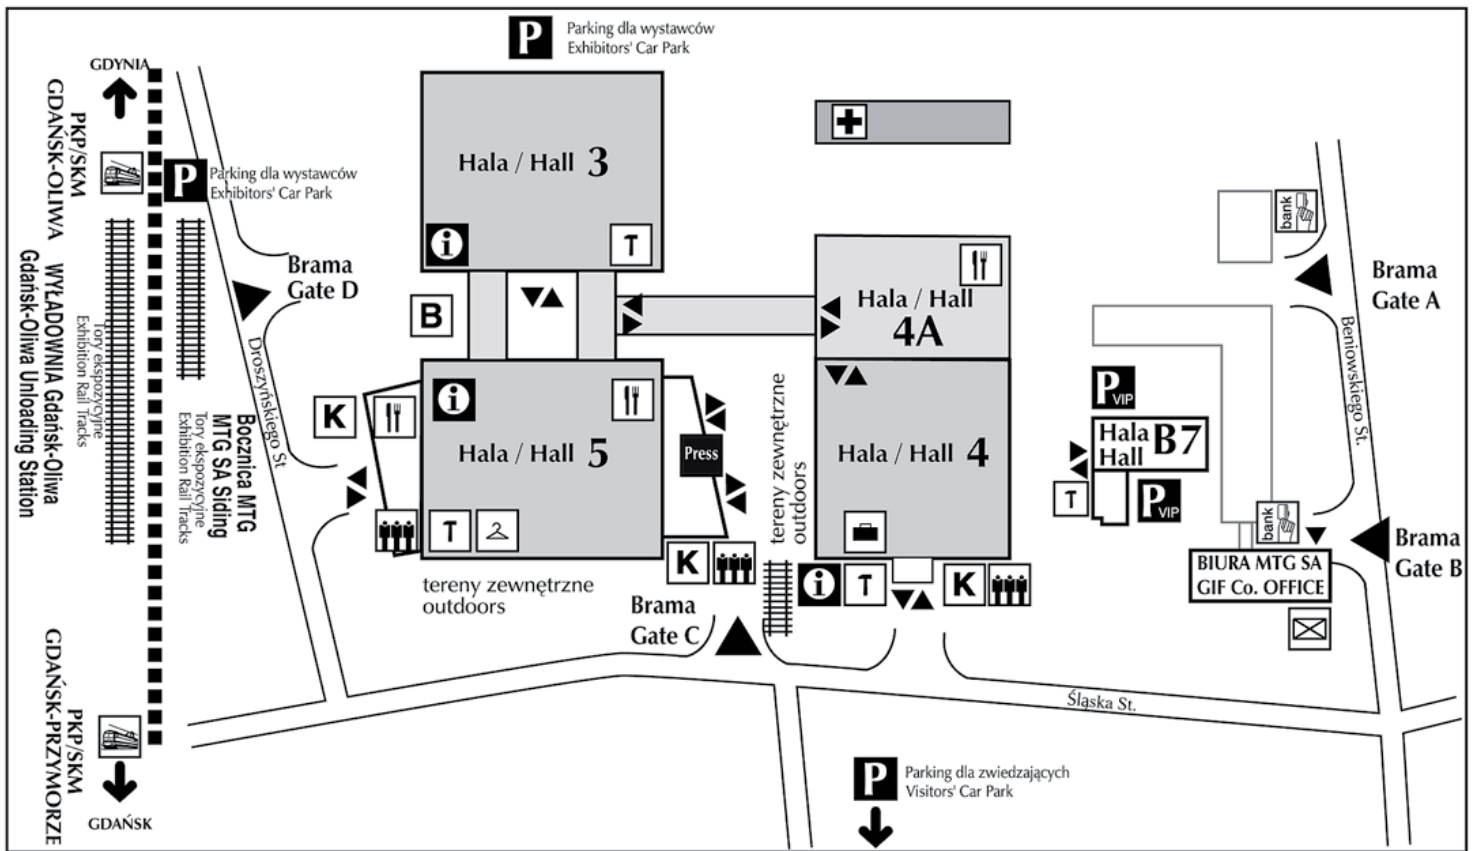 P
Parking dla wystawców
Exhibitors' Car Park
GDYNIA
PKP/SKM
GDAŃSK-OLIWA
P
Parking dla wystawców
Exhibitors' Car Park
Hala / Hall 3
i
T
bank
Brama
Gate D
Brama
Gate A
B
Hala / Hall
4A
WYŁADOWNIA Gdańsk-Oliwa
Gdańsk-Oliwa Unloading Station
Tory ekspozycyjne
Exhibition Rail Tracks
Droszyńskiego St
Beniowskiego St.
Bocznica MTG
MTG SA Siding
Tory ekspozycyjne
Exhibition Rail Tracks
K
i
Hala / Hall 5
Press
T
tereny zewnętrzne
outdoors
Hala / Hall 4
P
VIP
Hala
Hall B7
T
P
VIP
bank
Brama
Gate B
BIURA MTG SA
GIF Co. OFFICE
K
i
T
K
tereny zewnętrzne
outdoors
Brama
Gate C
Śląska St.
PKP/SKM
GDAŃSK-PRZYMORZE
GDAŃSK
P
Parking dla zwiedzających
Visitors' Car Park